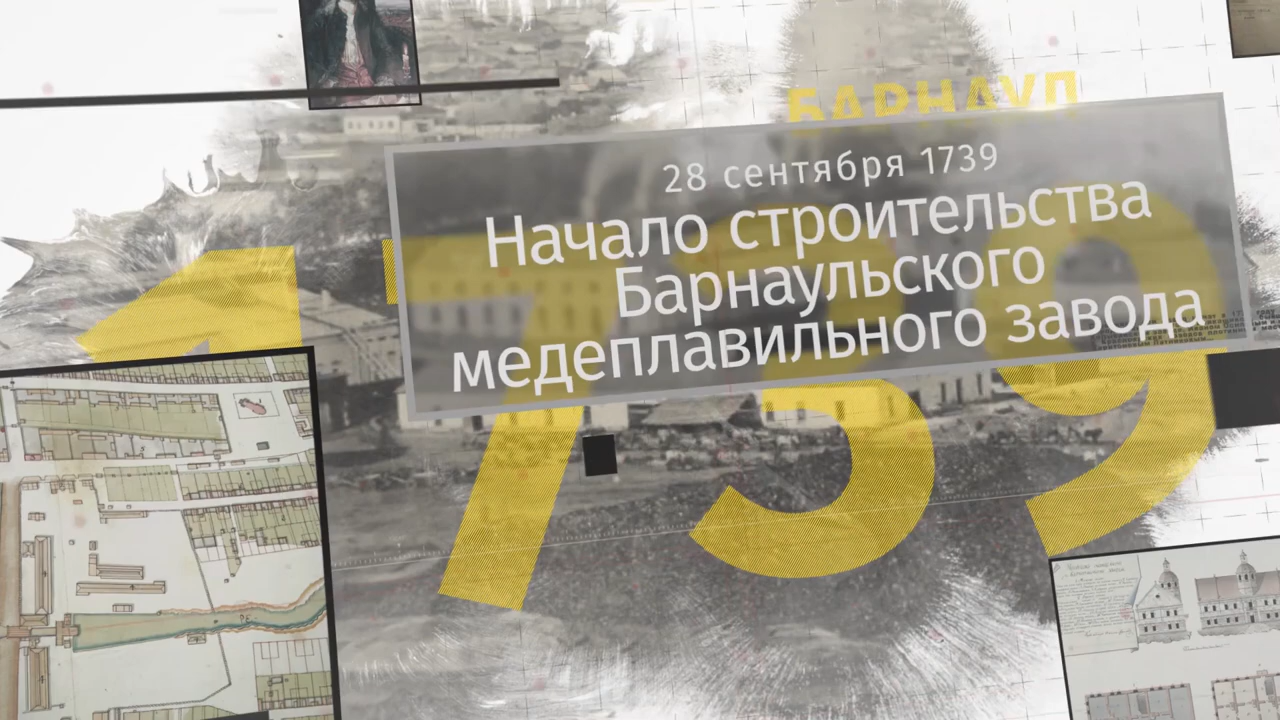 БАРНАУЛ
28 сентября 1739
Начало строительства
Барнаульского
медеплавильного завода
1739